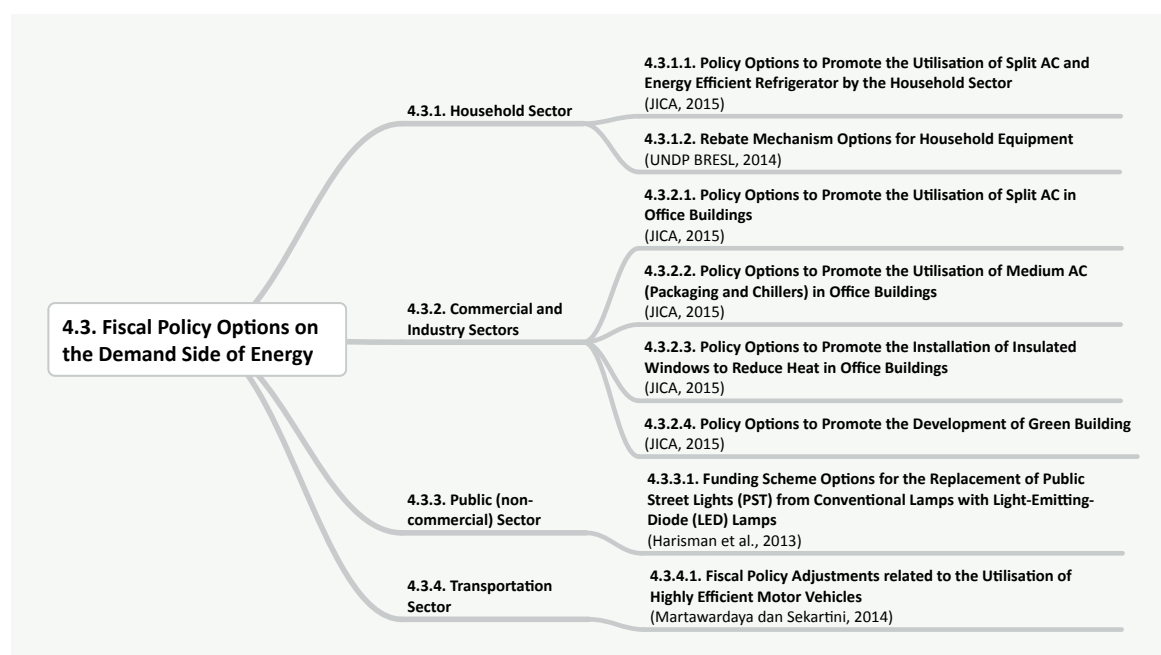 4.3. Fiscal Policy Options on
the Demand Side of Energy
4.3.1. Household Sector
4.3.1.1. Policy Options to Promote the Utilisation of Split AC and
Energy Efficient Refrigerator by the Household Sector
(JICA, 2015)
4.3.1.2. Rebate Mechanism Options for Household Equipment
(UNDP BRESL, 2014)
4.3.2. Commercial and
Industry Sectors
4.3.2.1. Policy Options to Promote the Utilisation of Split AC in
Office Buildings
(JICA, 2015)
4.3.2.2. Policy Options to Promote the Utilisation of Medium AC
(Packaging and Chillers) in Office Buildings
(JICA, 2015)
4.3.2.3. Policy Options to Promote the Installation of Insulated
Windows to Reduce Heat in Office Buildings
(JICA, 2015)
4.3.2.4. Policy Options to Promote the Development of Green Building
(JICA, 2015)
4.3.3. Public (non-
commercial) Sector
4.3.3.1. Funding Scheme Options for the Replacement of Public
Street Lights (PST) from Conventional Lamps with Light-Emitting-
Diode (LED) Lamps
(Harisman et al., 2013)
4.3.4. Transportation
Sector
4.3.4.1. Fiscal Policy Adjustments related to the Utilisation of
Highly Efficient Motor Vehicles
(Martawardaya dan Sekartini, 2014)